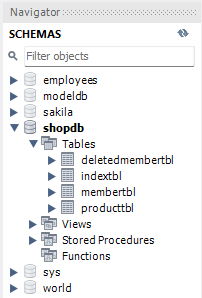 Navigator
SCHEMAS
Filter objects
employees
modeldb
sakila
shopdb
Tables
deletedmembertbl
indextbl
membertbl
producttbl
Views
Stored Procedures
Functions
sys
world